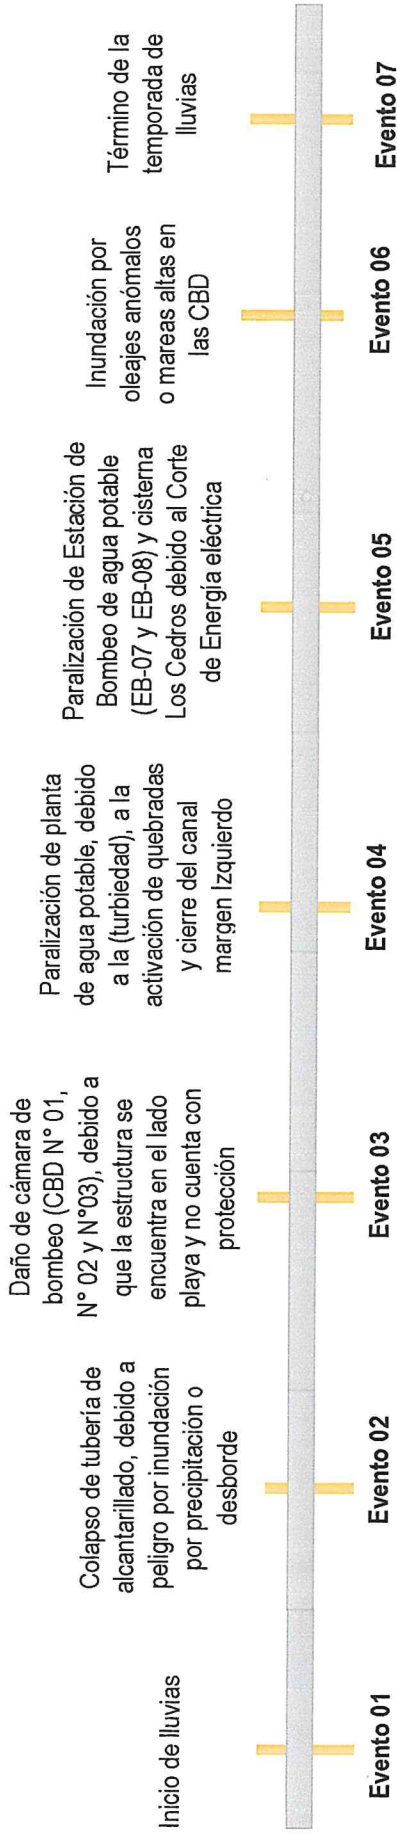 Inicio de lluvias
Evento 01
Colapso de tubería de
alcantarillado, debido a
peligro por inundación
por precipitación o
desborde
Evento 02
Daño de cámara de
bombeo (CBD N° 01,
N° 02 y N°03), debido a
que la estructura se
encuentra en el lado
playa y no cuenta con
protección
Evento 03
Paralización de planta
de agua potable, debido
a la (turbiedad), a la
activación de quebradas
y cierre del canal
margen Izquierdo
Evento 04
Paralización de Estación de
Bombeo de agua potable
(EB-07 y EB-08) y cisterna
Los Cedros debido al Corte
de Energía eléctrica
Evento 05
Inundación por
oleajes anómalos
o mareas altas en
las CBD
Evento 06
Término de la
temporada de
lluvias
Evento 07